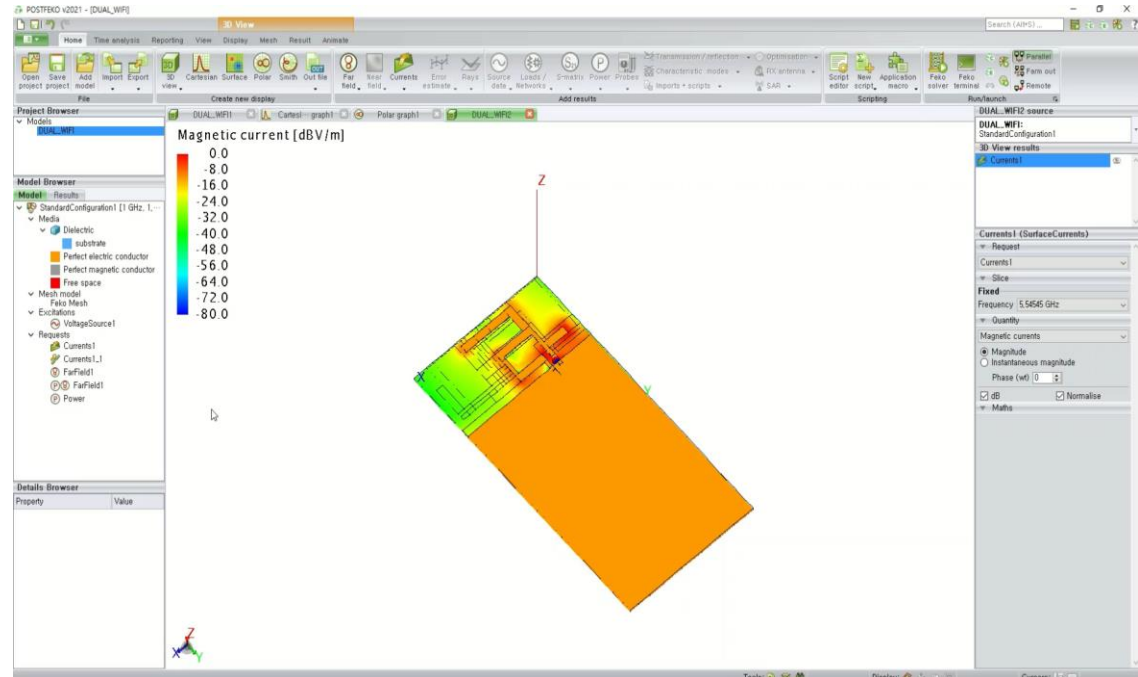 POSTFEKO v2021 - [DUAL_WIFI]
3D View
Search (Alt+S) ...
Home Time analysis Reporting View Display Mesh Result Animate
Open project
Save project
Add model
Import
Export
3D view
Cartesian
Surface
Polar
Smith
Out file
Far field
Near field
Currents
Error estimate
Rays
Source data
Loads / Networks
S-matrix
Power
Probes
Transmission / reflection
Characteristic modes
Imports + scripts
Optimisation
RX antenna
SAR
Script editor
New script
Application macro
Feko solver
Feko terminal
Parallel
Farm out
Remote
File
Create new display
Add results
Scripting
Run/launch
Project Browser
Models
DUAL_WIFI
DUAL_WIFI1
Cartesi graph1
Polar graph1
DUAL_WIFI2
Model Browser
Model Results
StandardConfiguration1 [1 GHz, 1, ...
Media
Dielectric
substrate
Perfect electric conductor
Perfect magnetic conductor
Free space
Mesh model
Feko Mesh
Excitations
VoltageSource1
Requests
Currents1
Currents1_1
FarField1
FarField1
Power
Details Browser
Property Value
Magnetic current [dBV/m]
0.0
-8.0
-16.0
-24.0
-32.0
-40.0
-48.0
-56.0
-64.0
-72.0
-80.0
Z
X
Y
Z
X
Y
DUAL_WIFI2 source
DUAL_WIFI:
StandardConfiguration1
3D View results
Currents1
Currents1 (SurfaceCurrents)
Request
Currents1
Slice
Fixed
Frequency 5.54545 GHz
Quantity
Magnetic currents
Magnitude
Instantaneous magnitude
Phase (wt) 0
dB Normalise
Maths